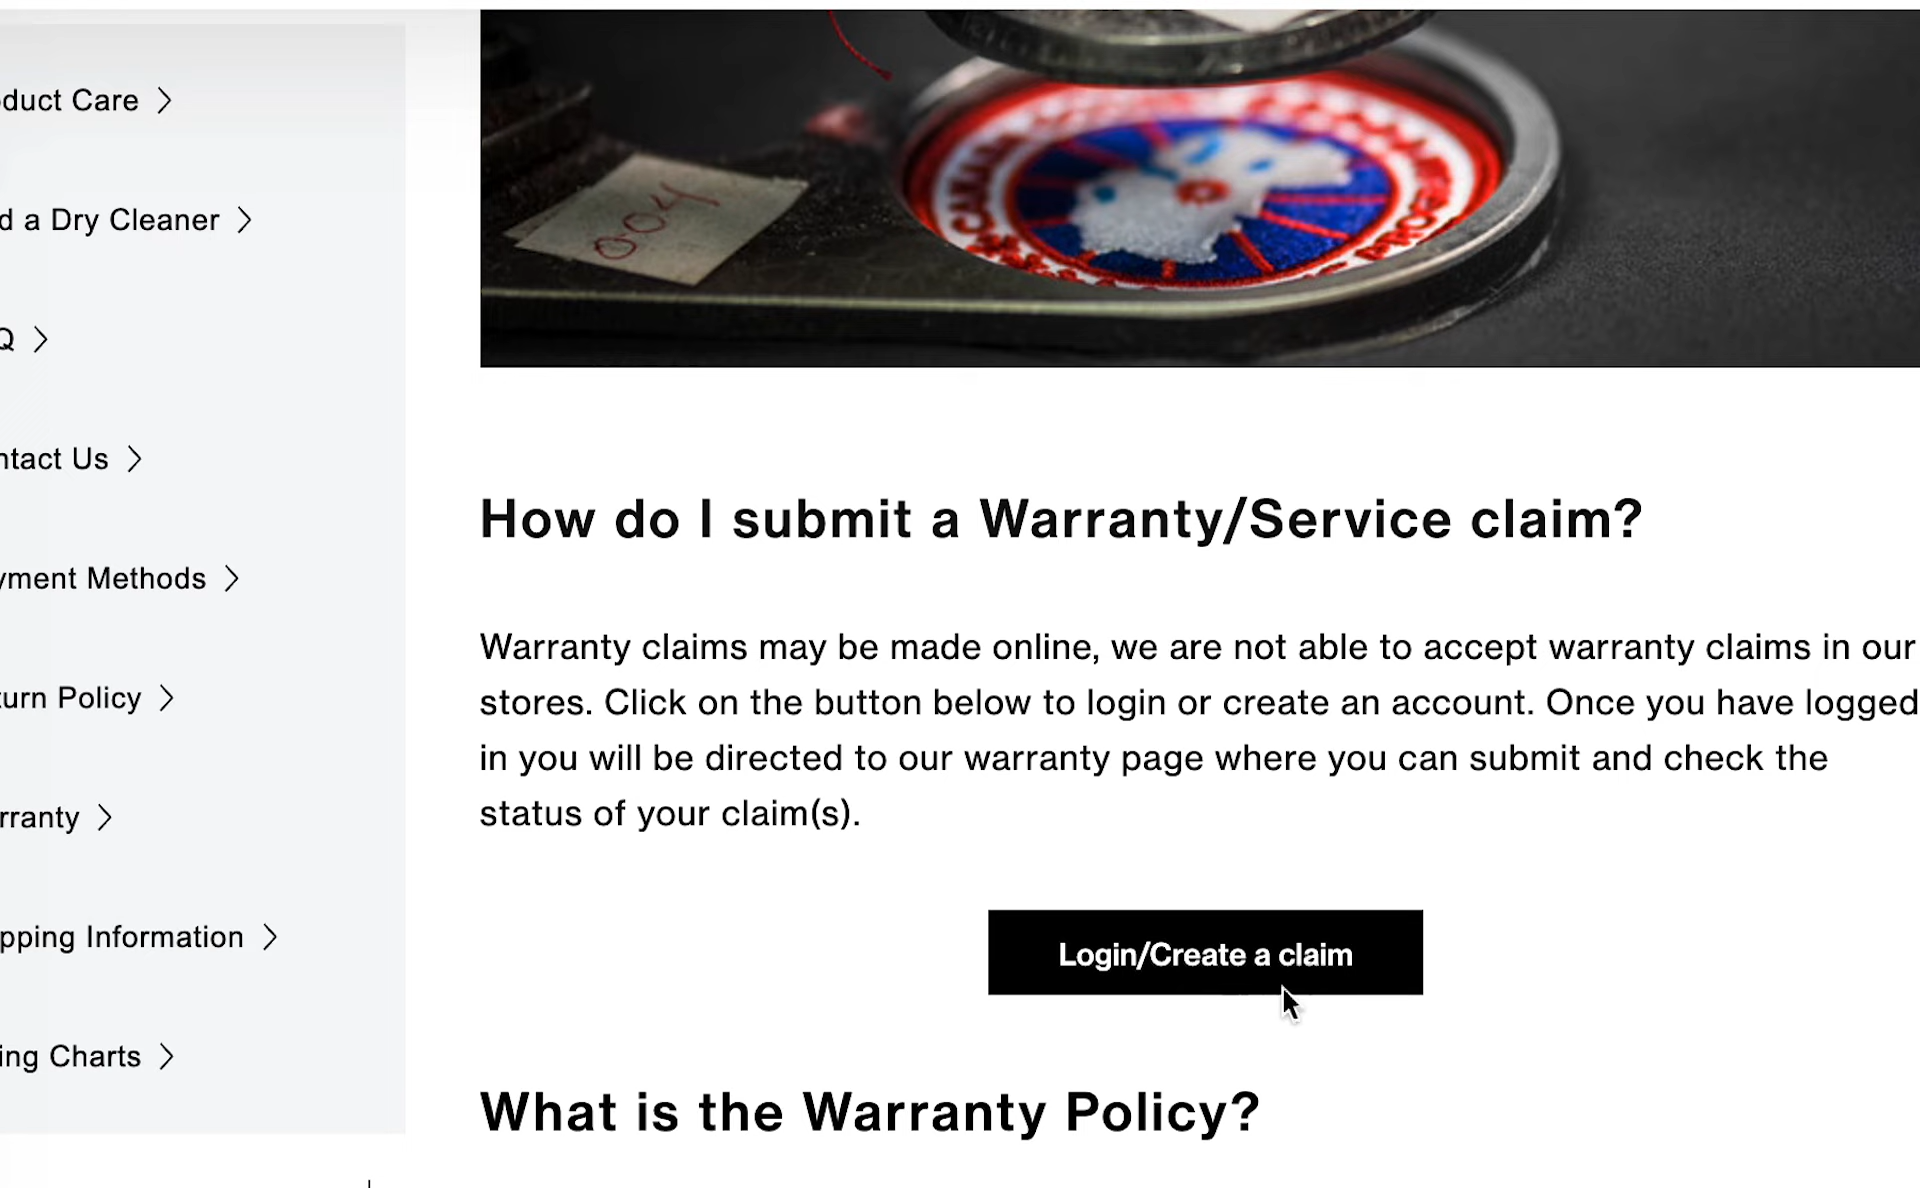 004
CANADA
duct Care
d a Dry Cleaner
Q
ntact Us
yment Methods
turn Policy
rranty
pping Information
ing Charts
How do I submit a Warranty/Service claim?
Warranty claims may be made online, we are not able to accept warranty claims in our
stores. Click on the button below to login or create an account. Once you have logged
in you will be directed to our warranty page where you can submit and check the
status of your claim(s).
Login/Create a claim
What is the Warranty Policy?